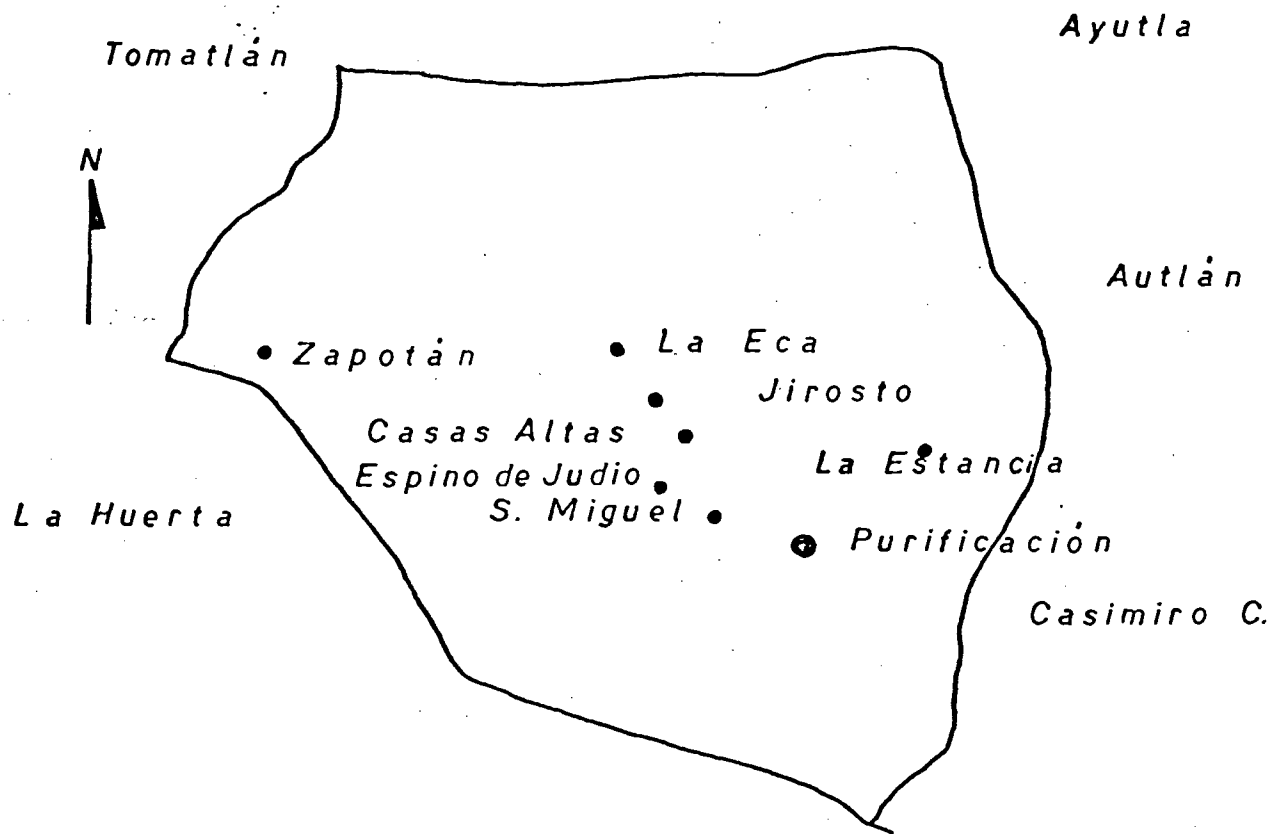 Ayutla
Tomatlán
N
Autlán
La Eca
Zapotán
Jirosto
Casas Altas
La Estancia
Espino de Judio
S. Miguel
La Huerta
Purificación
Casimiro C.